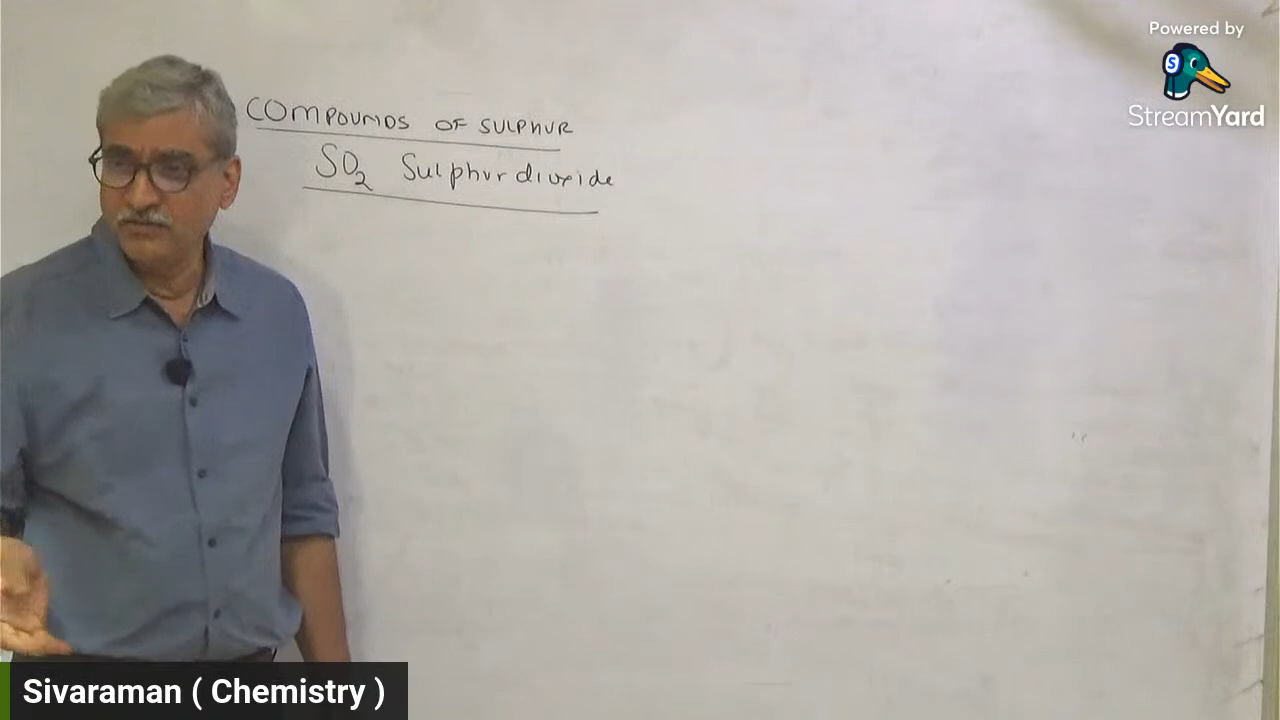 Powered by
S
StreamYard
COMPOUNDS OF SULPHUR
SO₂ Sulphur dioxide
Sivaraman ( Chemistry )